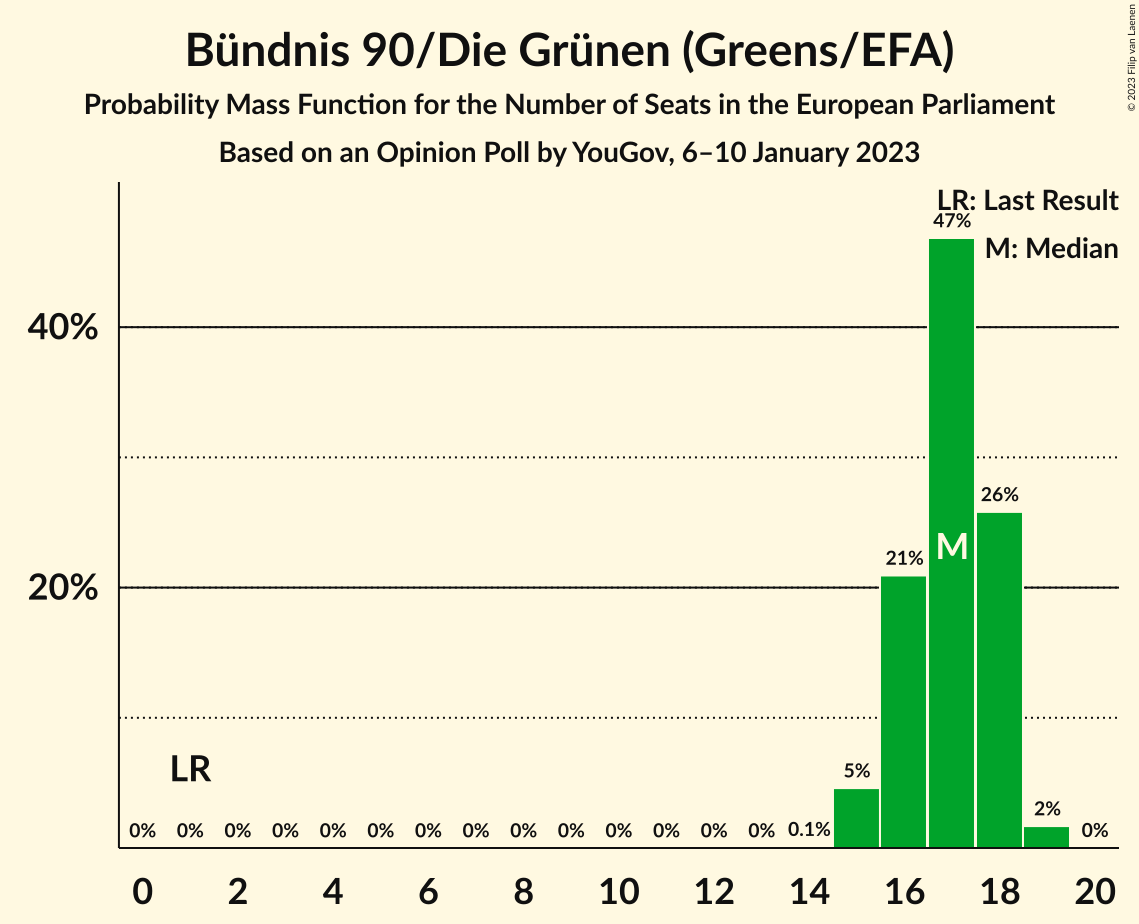 Bündnis 90/Die Grünen (Greens/EFA)
Probability Mass Function for the Number of Seats in the European Parliament
Based on an Opinion Poll by YouGov, 6–10 January 2023
© 2023 Filip van Laenen
LR: Last Result
M: Median
47%
40%
26%
M
21%
20%
LR
5%
2%
0% 0% 0% 0% 0% 0% 0% 0% 0% 0% 0% 0% 0% 0% 0.1% 0%
0 2 4 6 8 10 12 14 16 18 20